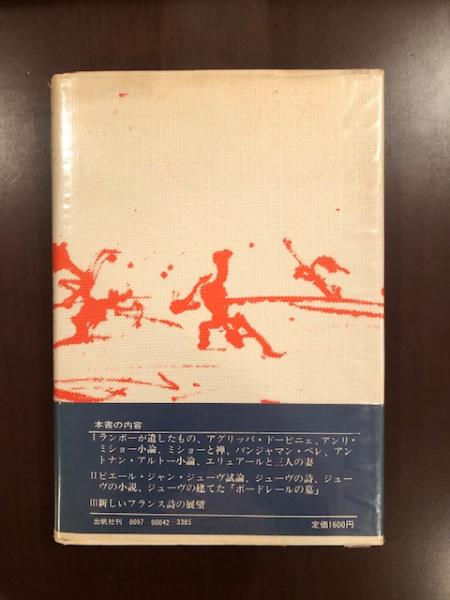 本書の内容
Ⅰランボーが遺したもの、アグリッパ・ドービニェ、アンリ・
ミショー小論、ミショーと禅、バンジャマン・ペレ、アン
トナン・アルトー小論、エリュアールと三人の妻
Ⅱピエール・ジャン・ジューヴ試論、ジューヴの詩、ジュー
ヴの小説、ジューヴの建てた「ボードレールの墓」
Ⅲ新しいフランス詩の展望
出帆社刊 0097 00042 3385
定価1600円